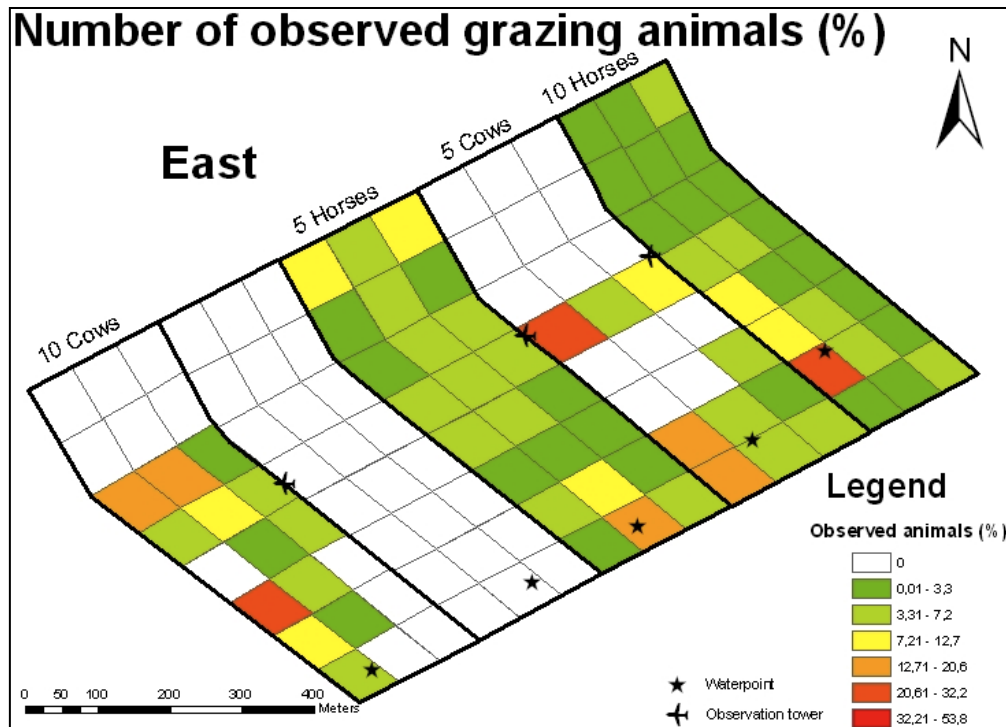 Number of observed grazing animals (%)
N
East
10 Cows
5 Horses
5 Cows
10 Horses
Legend
Observed animals (%)
0
0,01 - 3,3
3,31 - 7,2
7,21 - 12,7
12,71 - 20,6
20,61 - 32,2
32,21 - 53,8
Waterpoint
Observation tower
0 50 100 200 300 400
Meters